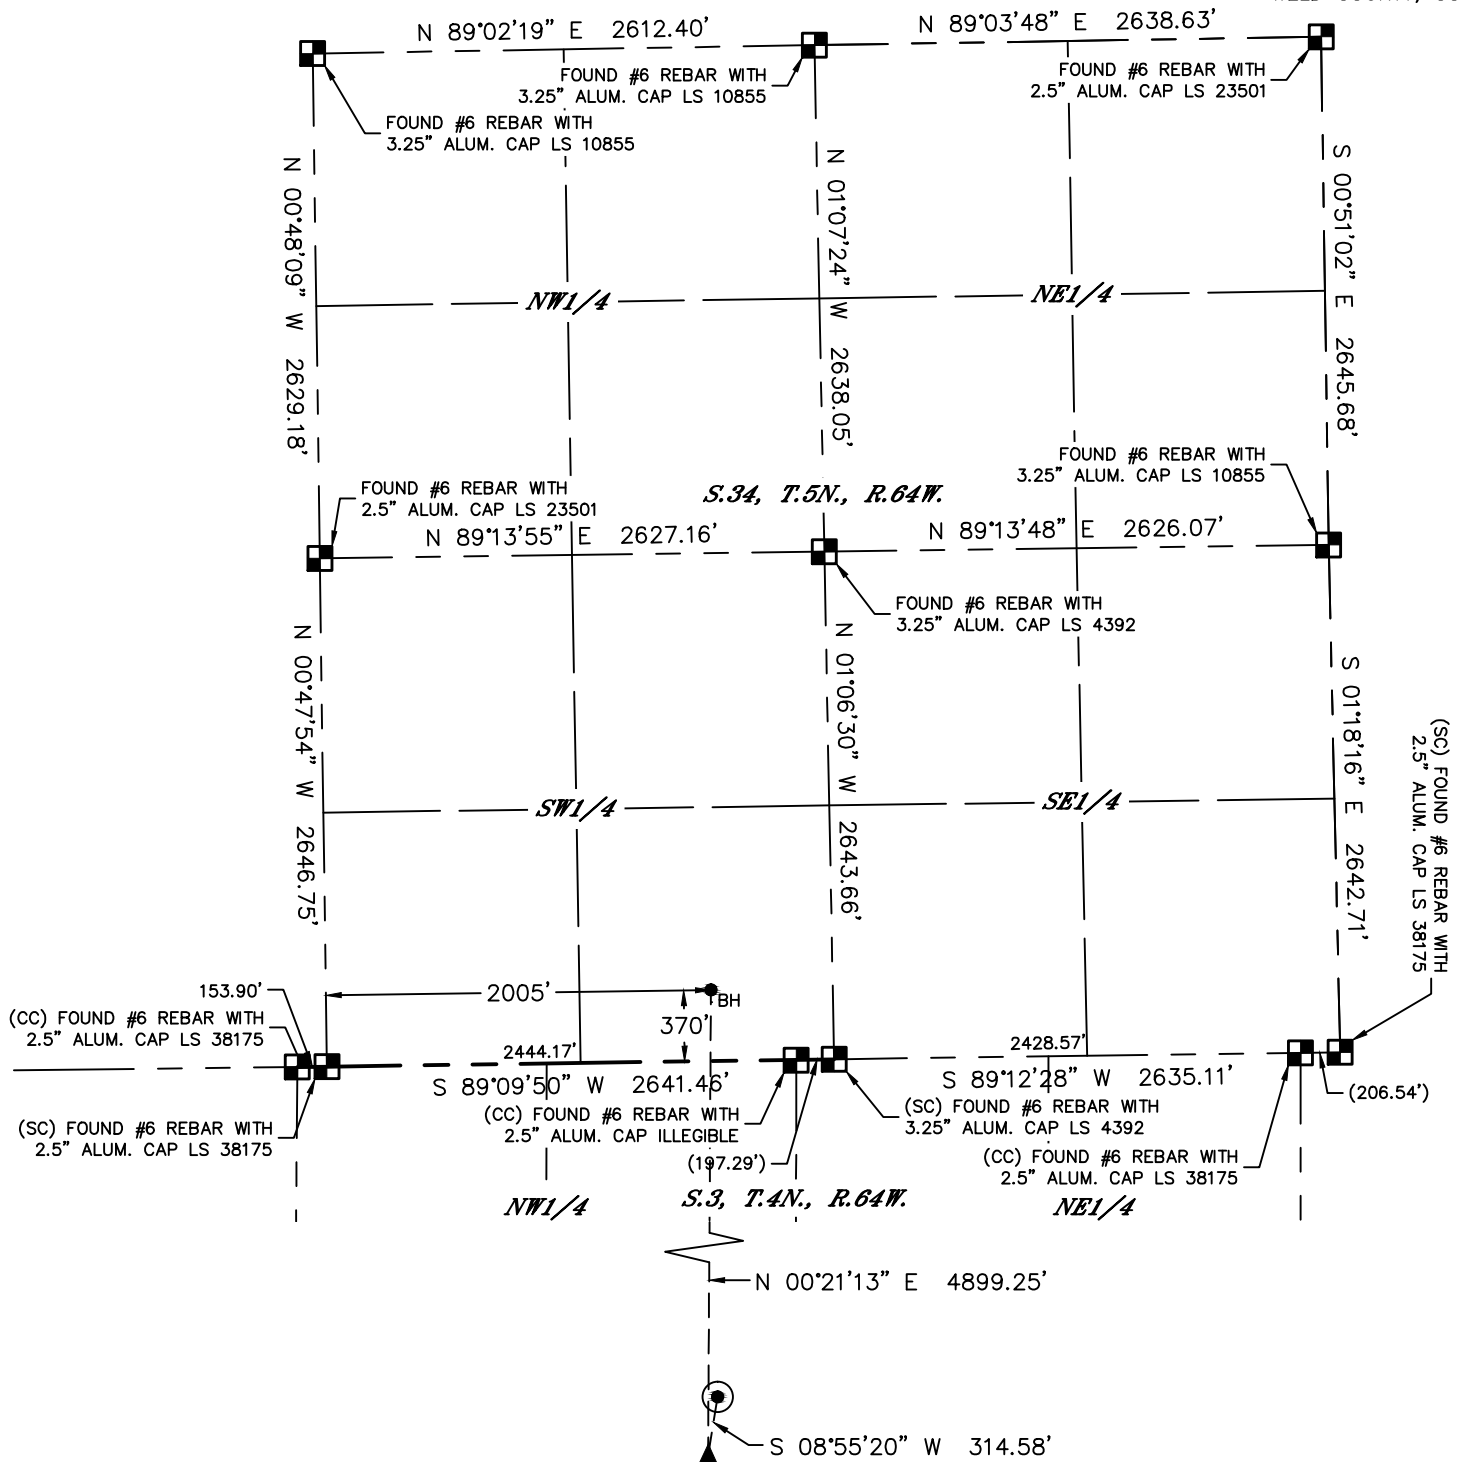 N 89°02'19" E 2612.40'
N 89°03'48" E 2638.63'
FOUND #6 REBAR WITH
3.25" ALUM. CAP LS 10855
FOUND #6 REBAR WITH
2.5" ALUM. CAP LS 23501
FOUND #6 REBAR WITH
3.25" ALUM. CAP LS 10855
N 00°48'09" W 2629.18'
N 01°07'24" W 2638.05'
S 00°51'02" E 2645.68'
NW1/4
NE1/4
FOUND #6 REBAR WITH
3.25" ALUM. CAP LS 10855
FOUND #6 REBAR WITH
2.5" ALUM. CAP LS 23501
S.34, T.5N., R.64W.
N 89°13'55" E 2627.16'
N 89°13'48" E 2626.07'
FOUND #6 REBAR WITH
3.25" ALUM. CAP LS 4392
N 00°47'54" W 2646.75'
N 01°06'30" W 2643.66'
S 01°18'16" E 2642.71'
(SC) FOUND #6 REBAR WITH
2.5" ALUM. CAP LS 38175
SW1/4
SE1/4
153.90'
2005'
BH
370'
(CC) FOUND #6 REBAR WITH
2.5" ALUM. CAP LS 38175
2444.17'
2428.57'
S 89°09'50" W 2641.46'
S 89°12'28" W 2635.11'
(206.54')
(CC) FOUND #6 REBAR WITH
2.5" ALUM. CAP ILLEGIBLE
(SC) FOUND #6 REBAR WITH
3.25" ALUM. CAP LS 4392
(SC) FOUND #6 REBAR WITH
2.5" ALUM. CAP LS 38175
(197.29')
(CC) FOUND #6 REBAR WITH
2.5" ALUM. CAP LS 38175
NW1/4
S.3, T.4N., R.64W.
NE1/4
N 00°21'13" E 4899.25'
S 08°55'20" W 314.58'